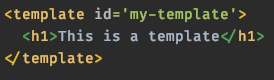 <template id='my-template'>
<h1>This is a template</h1>
</template>